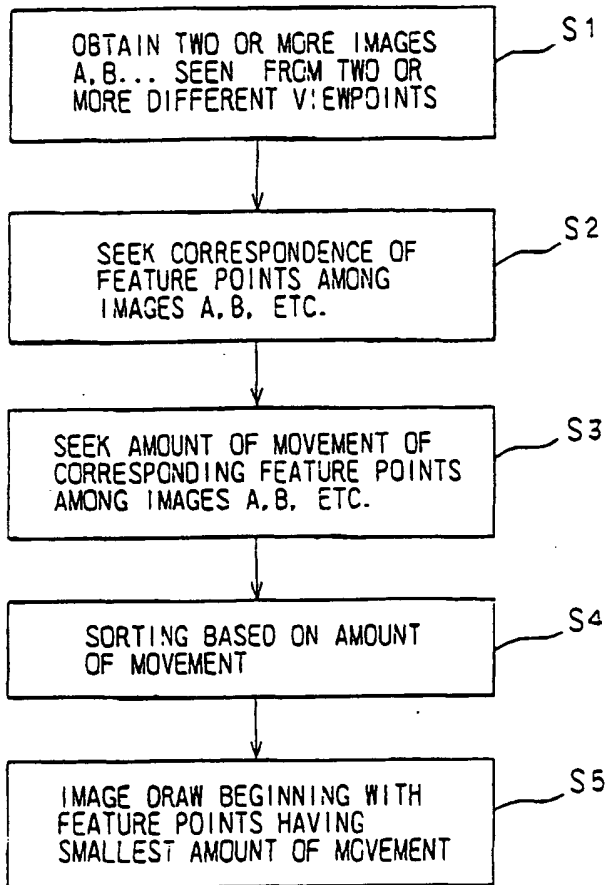 S1
OBTAIN TWO OR MORE IMAGES
A,B... SEEN FROM TWO OR
MORE DIFFERENT VIEWPOINTS
S2
SEEK CORRESPONDENCE OF
FEATURE POINTS AMONG
IMAGES A,B, ETC.
S3
SEEK AMOUNT OF MOVEMENT OF
CORRESPONDING FEATURE POINTS
AMONG IMAGES A,B, ETC.
S4
SORTING BASED ON AMOUNT
OF MOVEMENT
S5
IMAGE DRAW BEGINNING WITH
FEATURE POINTS HAVING
SMALLEST AMOUNT OF MOVEMENT